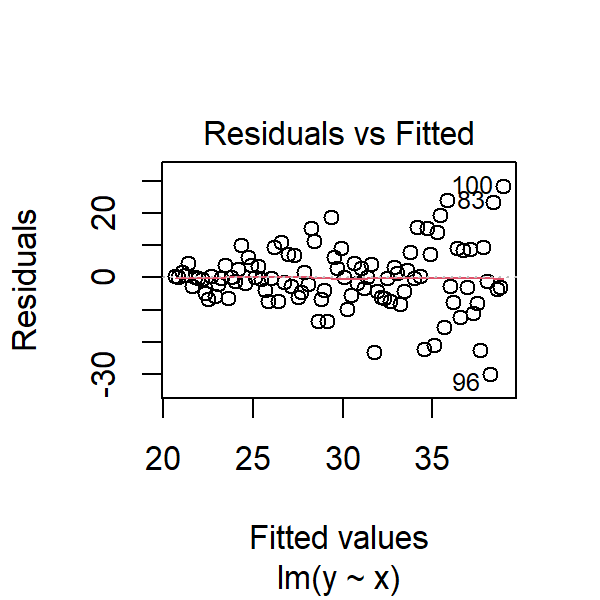 Residuals vs Fitted
Residuals
20
0
-30
100
83
96
20 25 30 35
Fitted values
lm(y ~ x)